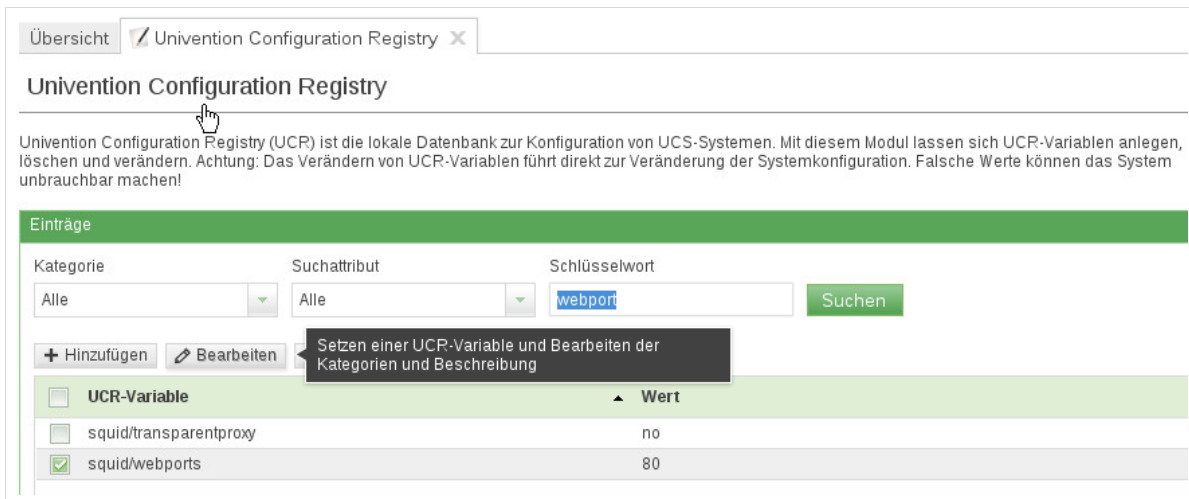 Übersicht
Univention Configuration Registry
Univention Configuration Registry
Univention Configuration Registry (UCR) ist die lokale Datenbank zur Konfiguration von UCS-Systemen. Mit diesem Modul lassen sich UCR-Variablen anlegen,
löschen und verändern. Achtung: Das Verändern von UCR-Variablen führt direkt zur Veränderung der Systemkonfiguration. Falsche Werte können das System
unbrauchbar machen!
Einträge
Kategorie Suchattribut Schlüsselwort
Alle Alle webport Suchen
Hinzufügen Bearbeiten
Setzen einer UCR-Variable und Bearbeiten der
Kategorien und Beschreibung
UCR-Variable Wert
squid/transparentproxy no
squid/webports 80